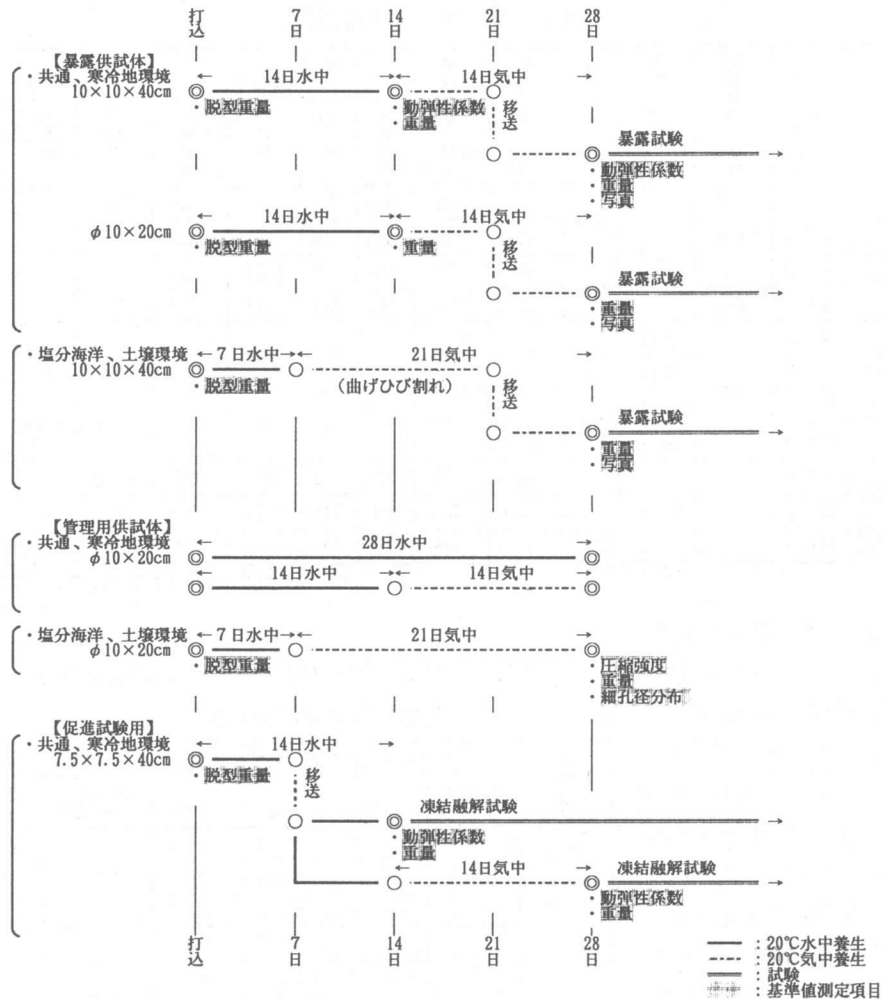 打込 7日 14日 21日 28日
【暴露供試体】
・共通、寒冷地環境 ← 14日水中 → ← 14日気中 →
10×10×40cm
・脱型重量 ・動弾性係数
・重量
移送
暴露試験
・動弾性係数
・重量
・写真
← 14日水中 → ← 14日気中 →
φ10×20cm
・脱型重量 ・重量
移送
暴露試験
・重量
・写真
・塩分海洋、土壌環境 ← 7日水中 → ← 21日気中 →
10×10×40cm
・脱型重量 (曲げひび割れ)
移送
暴露試験
・重量
・写真
【管理用供試体】
・共通、寒冷地環境 ← 28日水中 →
φ10×20cm
← 14日水中 → ← 14日気中 →
・塩分海洋、土壌環境 ← 7日水中 → ← 21日気中 →
φ10×20cm
・脱型重量 ・圧縮強度
・重量
・細孔径分布
【促進試験用】
・共通、寒冷地環境 ← 14日水中 →
7.5×7.5×40cm
・脱型重量
移送
凍結融解試験 →
・動弾性係数
・重量
← 14日気中 → 凍結融解試験
・動弾性係数
・重量
打込 7日 14日 21日 28日
：20℃水中養生
：20℃気中養生
：試験
：基準値測定項目